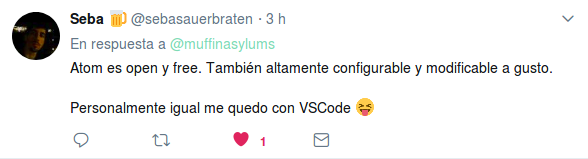 Seba 🍺 @sebasauerbraten · 3 h
En respuesta a @muffinasylums
Atom es open y free. También altamente configurable y modificable a gusto.
Personalmente igual me quedo con VSCode 😝
1